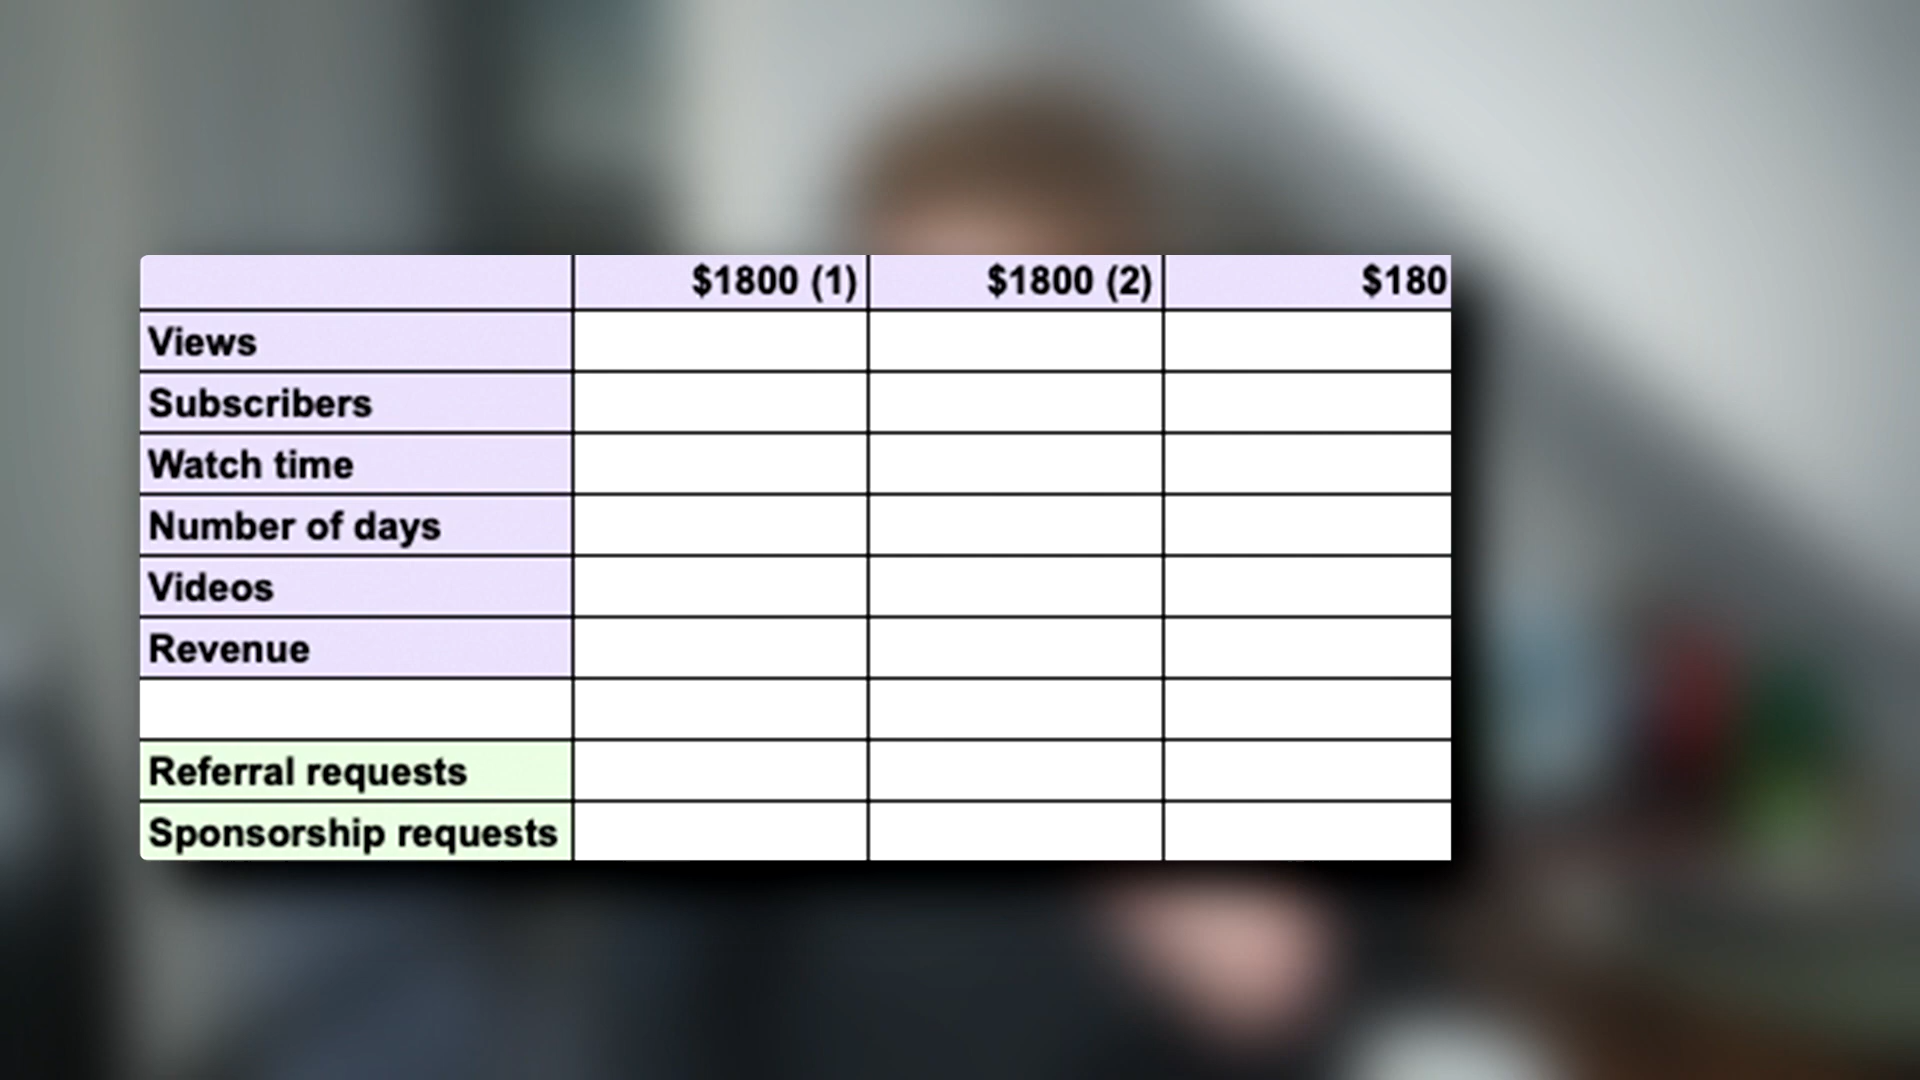 $1800 (1) $1800 (2) $180
Views
Subscribers
Watch time
Number of days
Videos
Revenue
Referral requests
Sponsorship requests